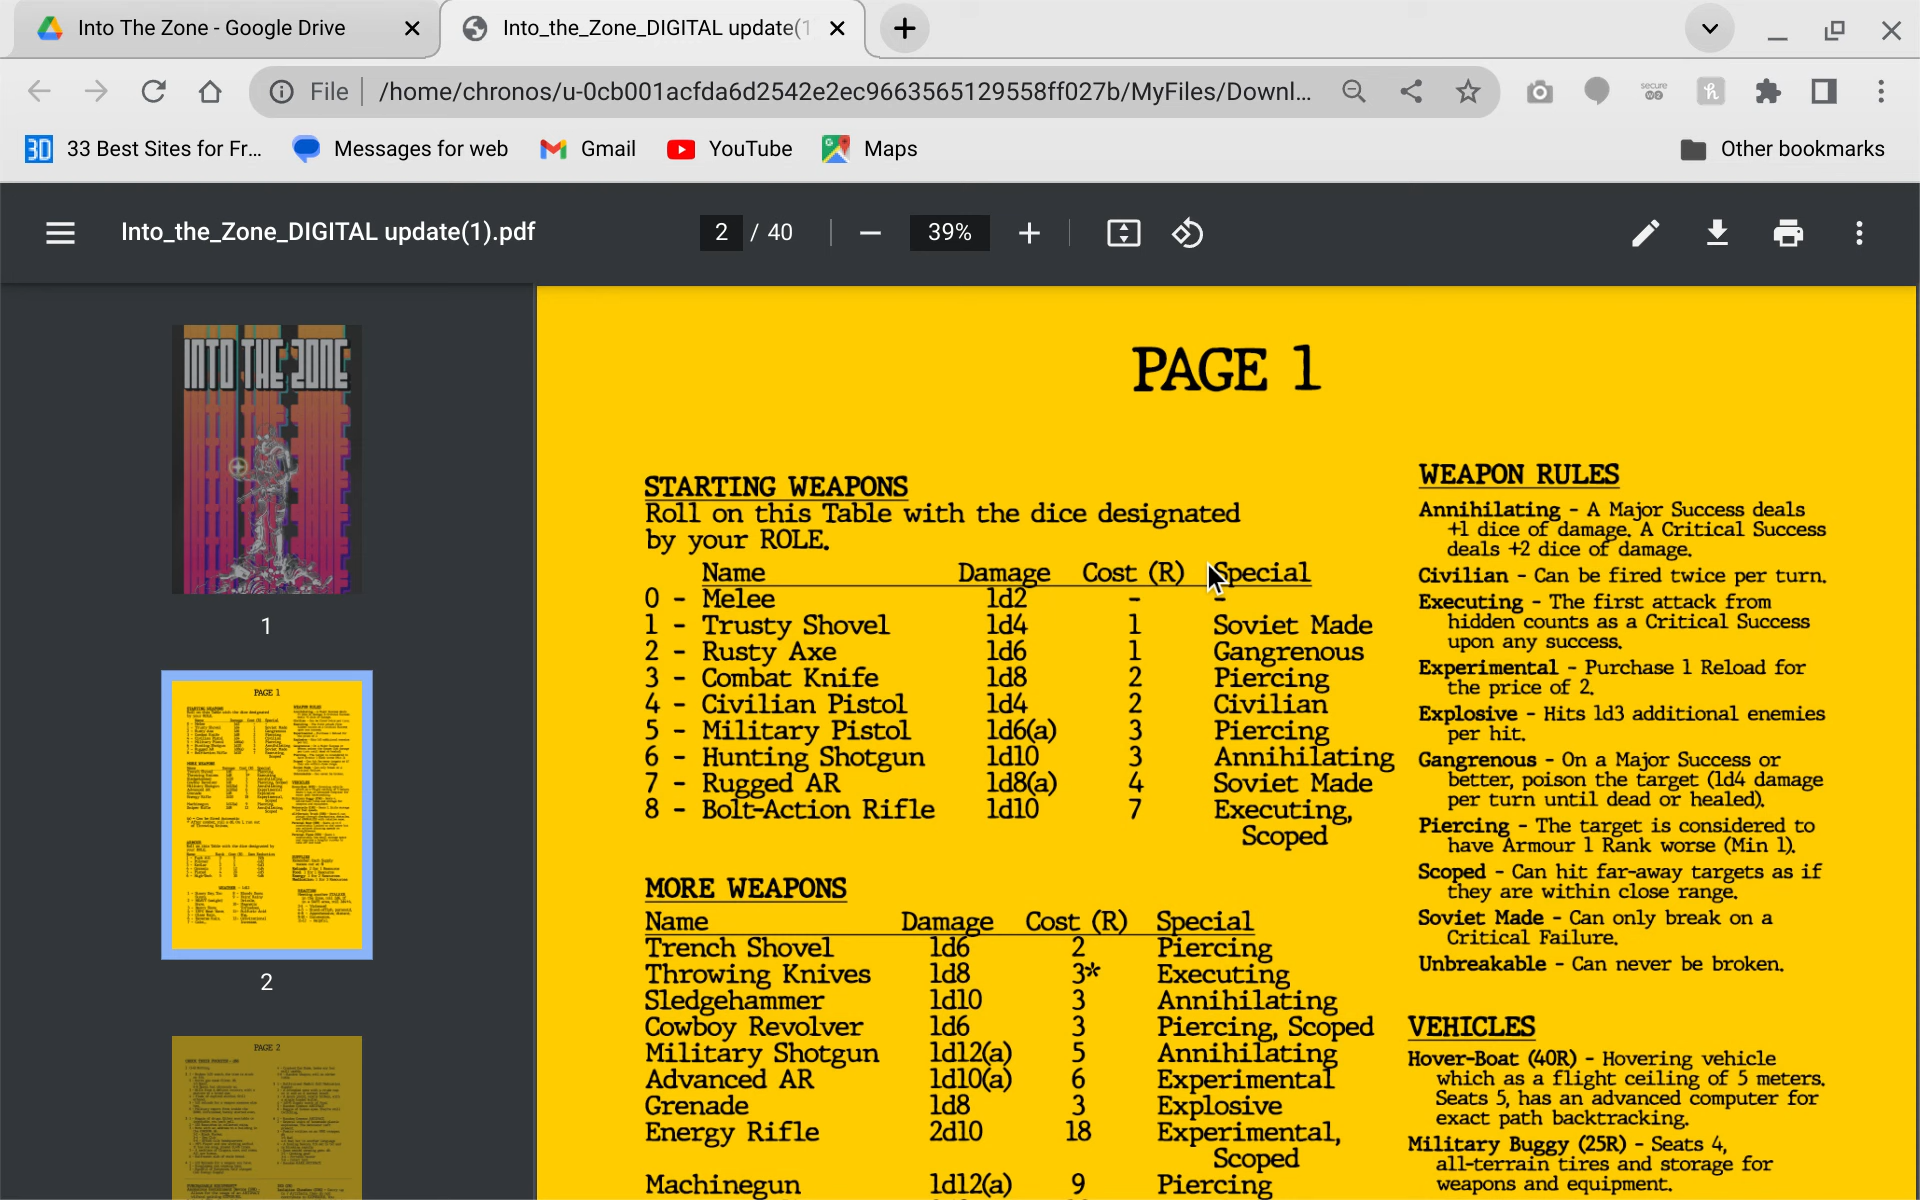 Into The Zone - Google Drive
Into_the_Zone_DIGITAL update(1
File
/home/chronos/u-0cb001acfda6d2542e2ec9663565129558ff027b/MyFiles/Downl...
secure
W2
33 Best Sites for Fr...
Messages for web
Gmail
YouTube
Maps
Other bookmarks
Into_the_Zone_DIGITAL update(1).pdf
2 / 40
39%
INTO THE ZONE
1
PAGE 1
2
PAGE 2
PAGE 1
STARTING WEAPONS
Roll on this Table with the dice designated
by your ROLE.
Name Damage Cost (R) Special
0 - Melee 1d2 - -
1 - Trusty Shovel 1d4 1 Soviet Made
2 - Rusty Axe 1d6 1 Gangrenous
3 - Combat Knife 1d8 2 Piercing
4 - Civilian Pistol 1d4 2 Civilian
5 - Military Pistol 1d6(a) 3 Piercing
6 - Hunting Shotgun 1d10 3 Annihilating
7 - Rugged AR 1d8(a) 4 Soviet Made
8 - Bolt-Action Rifle 1d10 7 Executing,
Scoped
MORE WEAPONS
Name Damage Cost (R) Special
Trench Shovel 1d6 2 Piercing
Throwing Knives 1d8 3* Executing
Sledgehammer 1d10 3 Annihilating
Cowboy Revolver 1d6 3 Piercing, Scoped
Military Shotgun 1d12(a) 5 Annihilating
Advanced AR 1d10(a) 6 Experimental
Grenade 1d8 3 Explosive
Energy Rifle 2d10 18 Experimental,
Scoped
Machinegun 1d12(a) 9 Piercing
WEAPON RULES
Annihilating - A Major Success deals
+1 dice of damage. A Critical Success
deals +2 dice of damage.
Civilian - Can be fired twice per turn.
Executing - The first attack from
hidden counts as a Critical Success
upon any success.
Experimental - Purchase 1 Reload for
the price of 2.
Explosive - Hits 1d3 additional enemies
per hit.
Gangrenous - On a Major Success or
better, poison the target (1d4 damage
per turn until dead or healed).
Piercing - The target is considered to
have Armour 1 Rank worse (Min 1).
Scoped - Can hit far-away targets as if
they are within close range.
Soviet Made - Can only break on a
Critical Failure.
Unbreakable - Can never be broken.
VEHICLES
Hover-Boat (40R) - Hovering vehicle
which as a flight ceiling of 5 meters.
Seats 5, has an advanced computer for
exact path backtracking.
Military Buggy (25R) - Seats 4,
all-terrain tires and storage for
weapons and equipment.